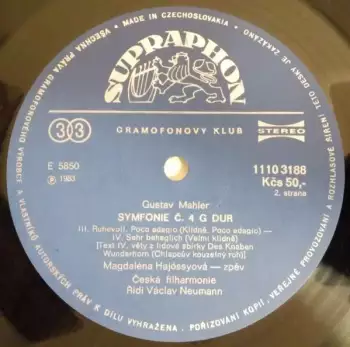 • MADE IN CZECHOSLOVAKIA •
VŠECHNA PRÁVA GRAMOFONOVÉHO VÝROBCE A VLASTNÍKŮ AUTORSKÝCH PRÁV K DÍLU VYHRAŽENA. POŘIZOVÁNÍ KOPIÍ, VEŘEJNÉ PROVOZOVÁNÍ A ROZHLASOVÉ ŠÍŘENÍ TÉTO DESKY JE ZAKÁZÁNO
SUPRAPHON
33
GRAMOFONOVÝ KLUB
STEREO
E 5850
℗ 1983
1110 3188
Kčs 50,-
2. strana
Gustav Mahler
SYMFONIE Č. 4 G DUR
III. Ruhevoll. Poco adagio (Klidně. Poco adagio) —
IV. Sehr behaglich (Velmi klidně)
[Text IV. věty z lidové sbírky Des Knaben
Wunderhorn (Chlapcův kouzelný roh)]
Magdaléna Hajóssyová — zpěv
Česká filharmonie
Řídí Václav Neumann